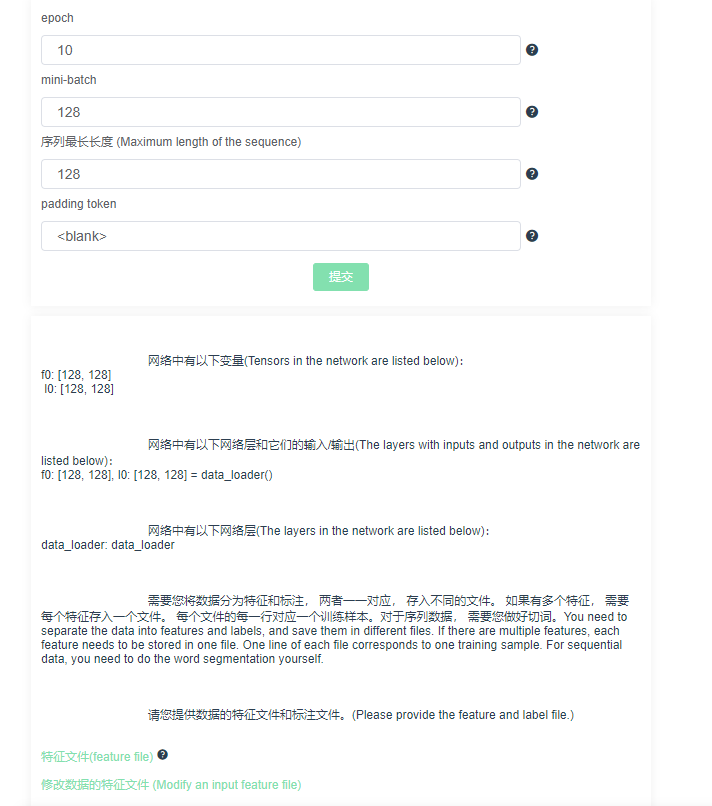 epoch
10
mini-batch
128
序列最长长度 (Maximum length of the sequence)
128
padding token
<blank>
提交
网络中有以下变量(Tensors in the network are listed below)：
f0: [128, 128]
l0: [128, 128]
网络中有以下网络层和它们的输入/输出(The layers with inputs and outputs in the network are
listed below)：
f0: [128, 128], l0: [128, 128] = data_loader()
网络中有以下网络层(The layers in the network are listed below)：
data_loader: data_loader
需要您将数据分为特征和标注， 两者一一对应， 存入不同的文件。 如果有多个特征， 需要
每个特征存入一个文件。 每个文件的每一行对应一个训练样本。对于序列数据， 需要您做好切词。You need to
separate the data into features and labels, and save them in different files. If there are multiple features, each
feature needs to be stored in one file. One line of each file corresponds to one training sample. For sequential
data, you need to do the word segmentation yourself.
请您提供数据的特征文件和标注文件。(Please provide the feature and label file.)
特征文件(feature file)
修改数据的特征文件 (Modify an input feature file)